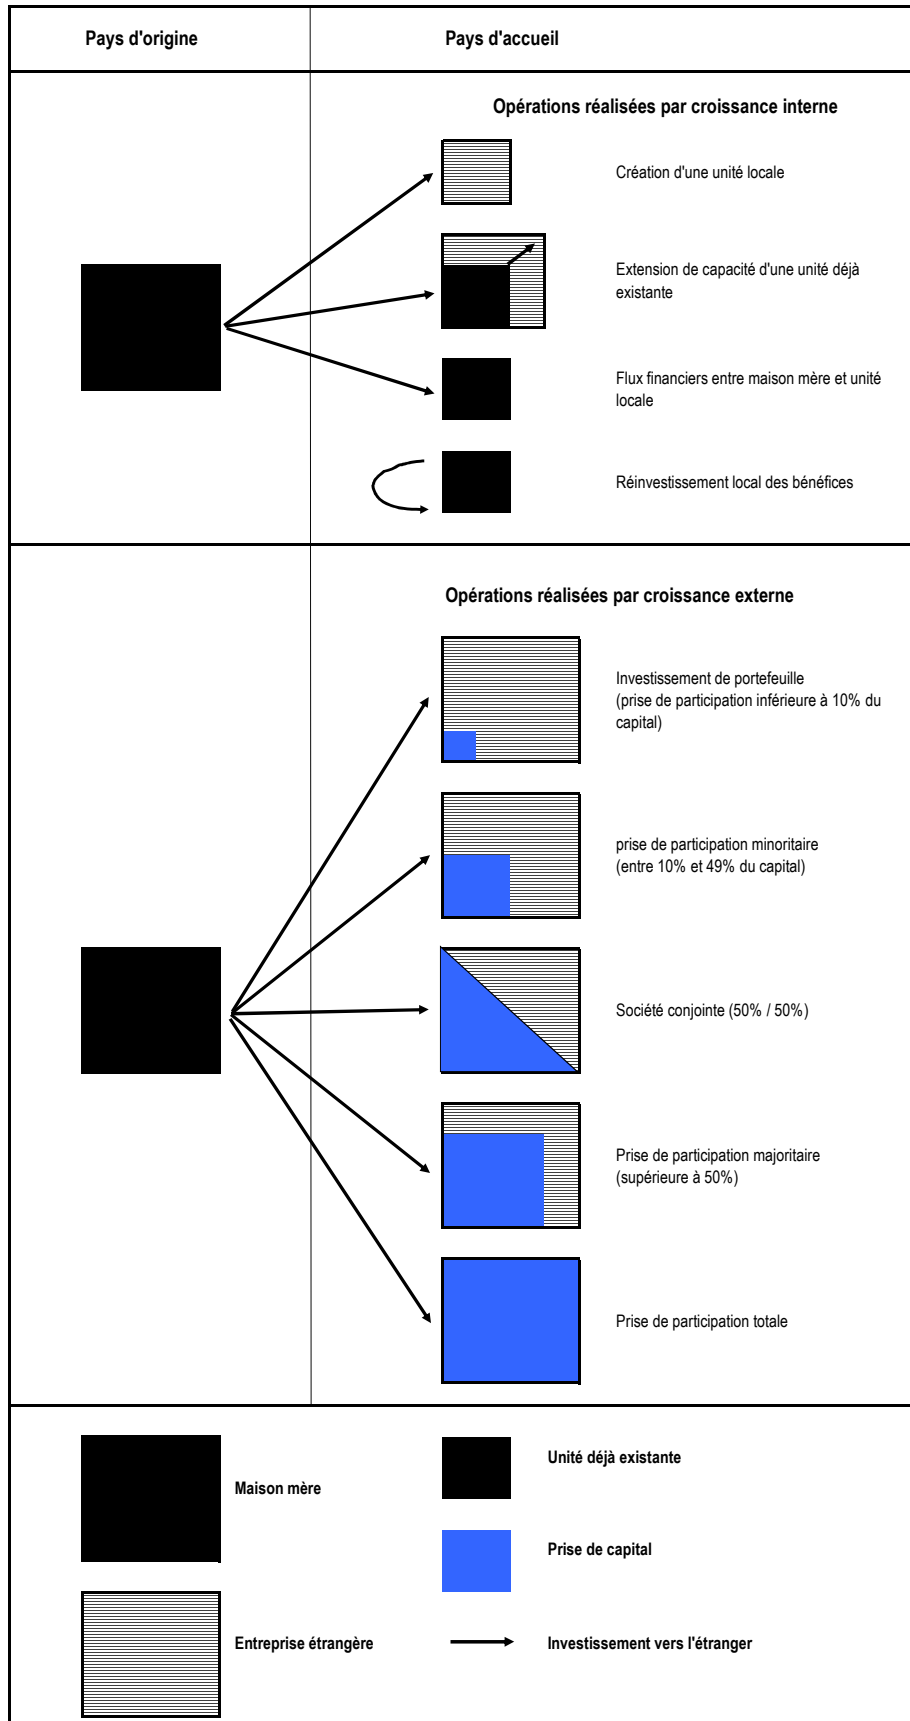 Pays d'origine
Pays d'accueil
Opérations réalisées par croissance interne
Création d'une unité locale
Extension de capacité d'une unité déjà
existante
Flux financiers entre maison mère et unité
locale
Réinvestissement local des bénéfices
Opérations réalisées par croissance externe
Investissement de portefeuille
(prise de participation inférieure à 10% du
capital)
prise de participation minoritaire
(entre 10% et 49% du capital)
Société conjointe (50% / 50%)
Prise de participation majoritaire
(supérieure à 50%)
Prise de participation totale
Maison mère
Unité déjà existante
Prise de capital
Entreprise étrangère
Investissement vers l'étranger